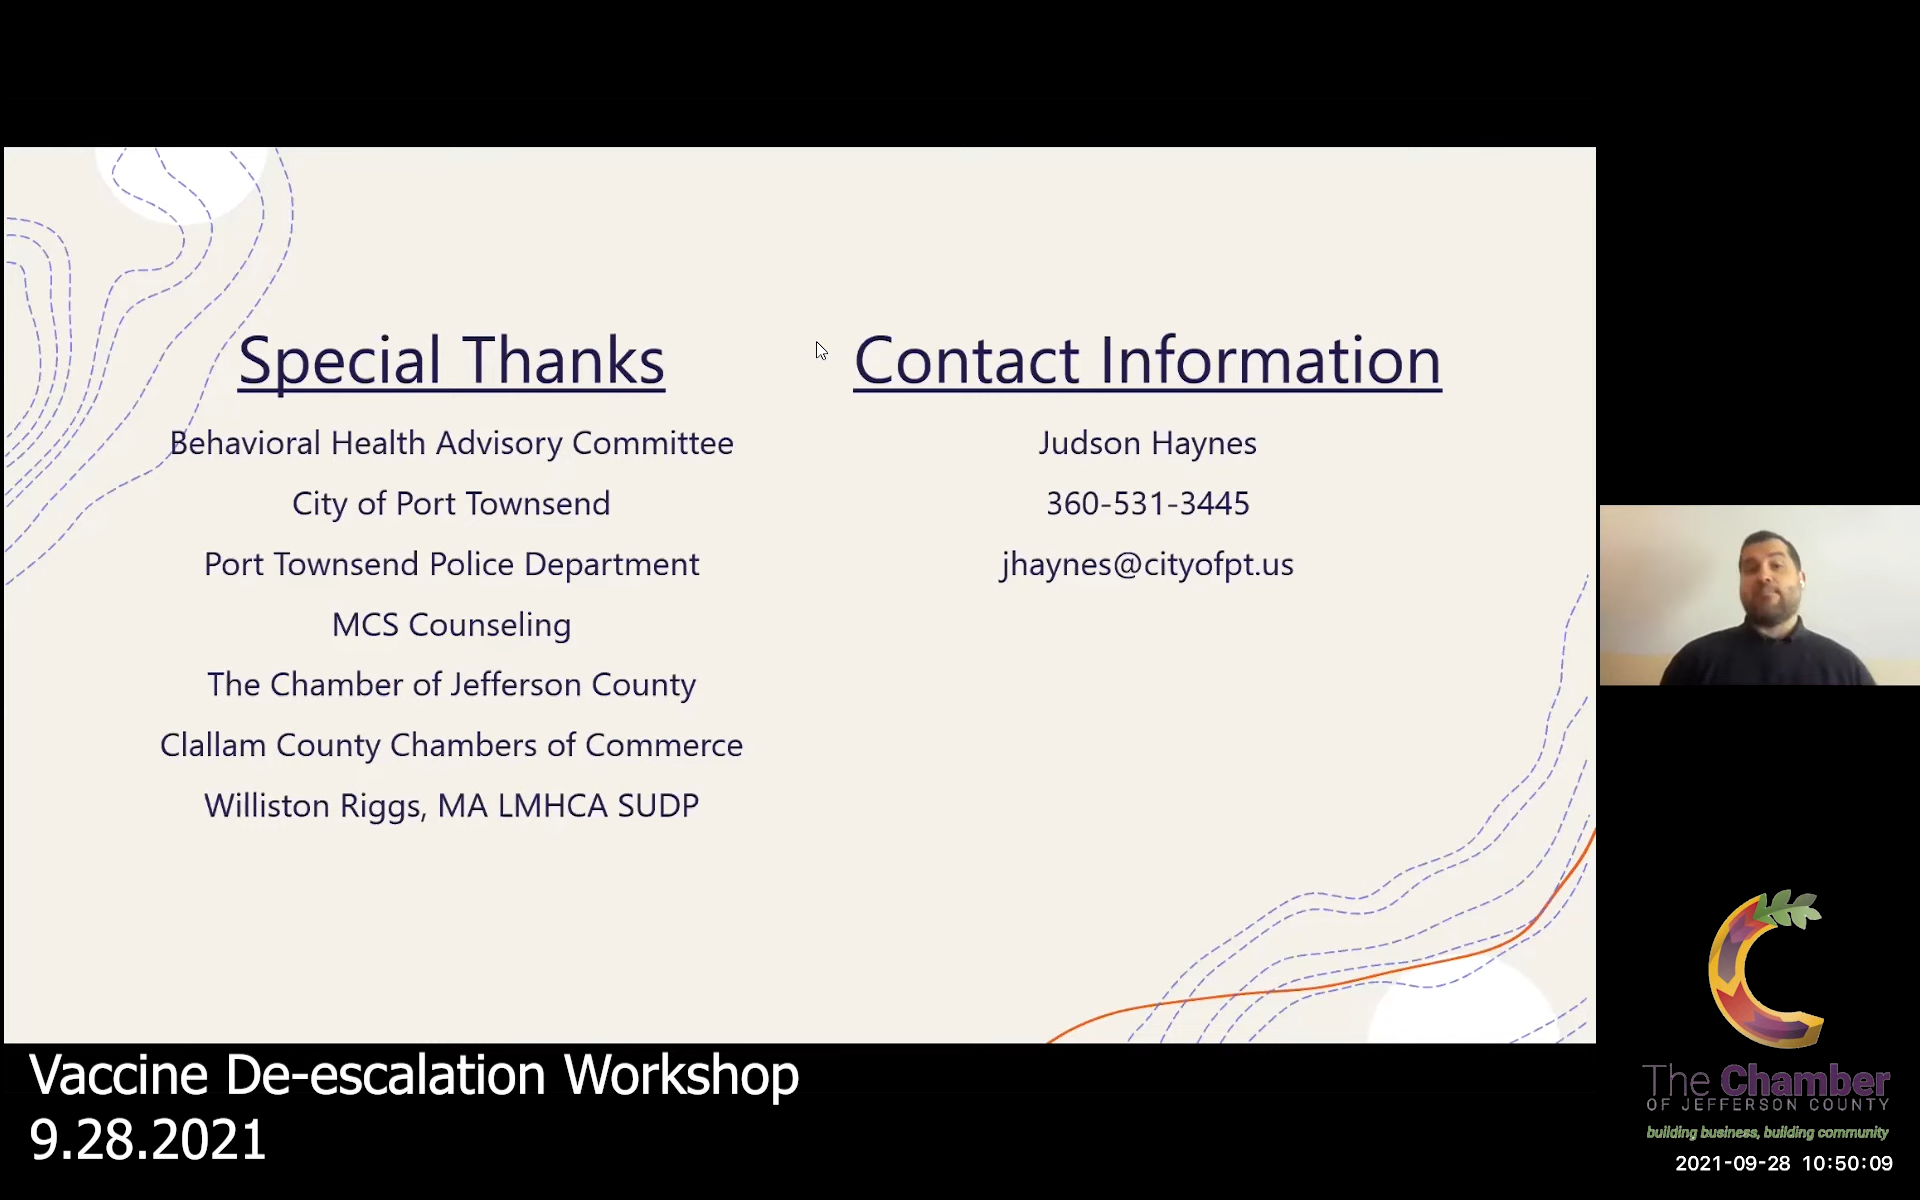 Special Thanks
Behavioral Health Advisory Committee
City of Port Townsend
Port Townsend Police Department
MCS Counseling
The Chamber of Jefferson County
Clallam County Chambers of Commerce
Williston Riggs, MA LMHCA SUDP
Contact Information
Judson Haynes
360-531-3445
jhaynes@cityofpt.us
Vaccine De-escalation Workshop
9.28.2021
The Chamber
OF JEFFERSON COUNTY
building business, building community
2021-09-28 10:50:09